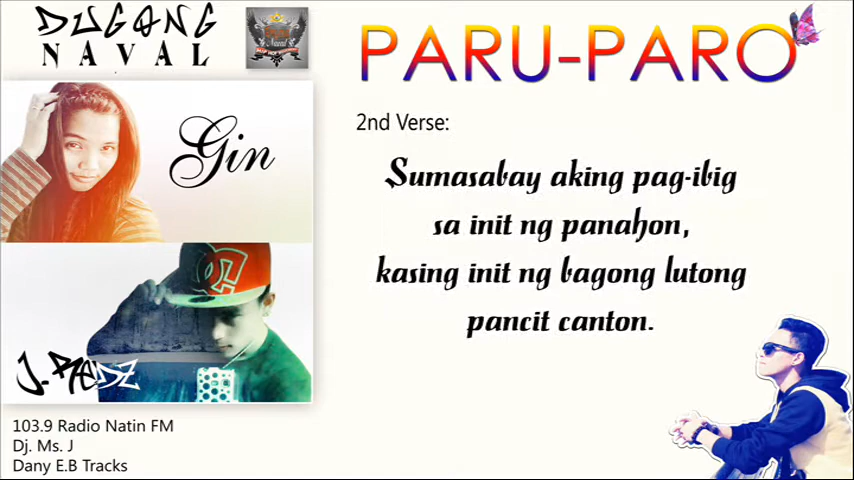 DUGONG
NAVAL
PARU-PARO
Gin
J-REDZ
2nd Verse:
Sumasabay aking pag-ibig
sa init ng panahon,
kasing init ng bagong lutong
pancit canton.
103.9 Radio Natin FM
Dj. Ms. J
Dany E.B Tracks